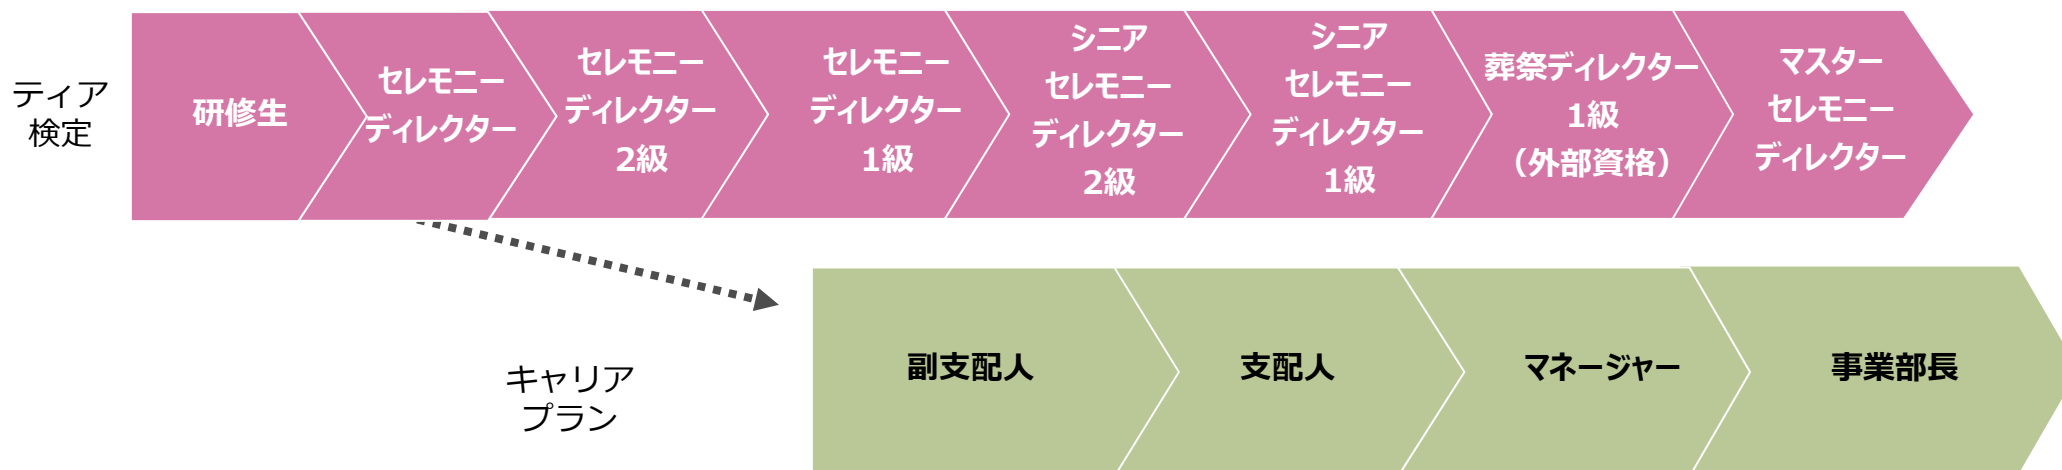 ティア
検定
研修生
セレモニー
ディレクター
セレモニー
ディレクター
2級
セレモニー
ディレクター
1級
シニア
セレモニー
ディレクター
2級
シニア
セレモニー
ディレクター
1級
葬祭ディレクター
1級
（外部資格）
マスター
セレモニー
ディレクター
キャリア
プラン
副支配人
支配人
マネージャー
事業部長